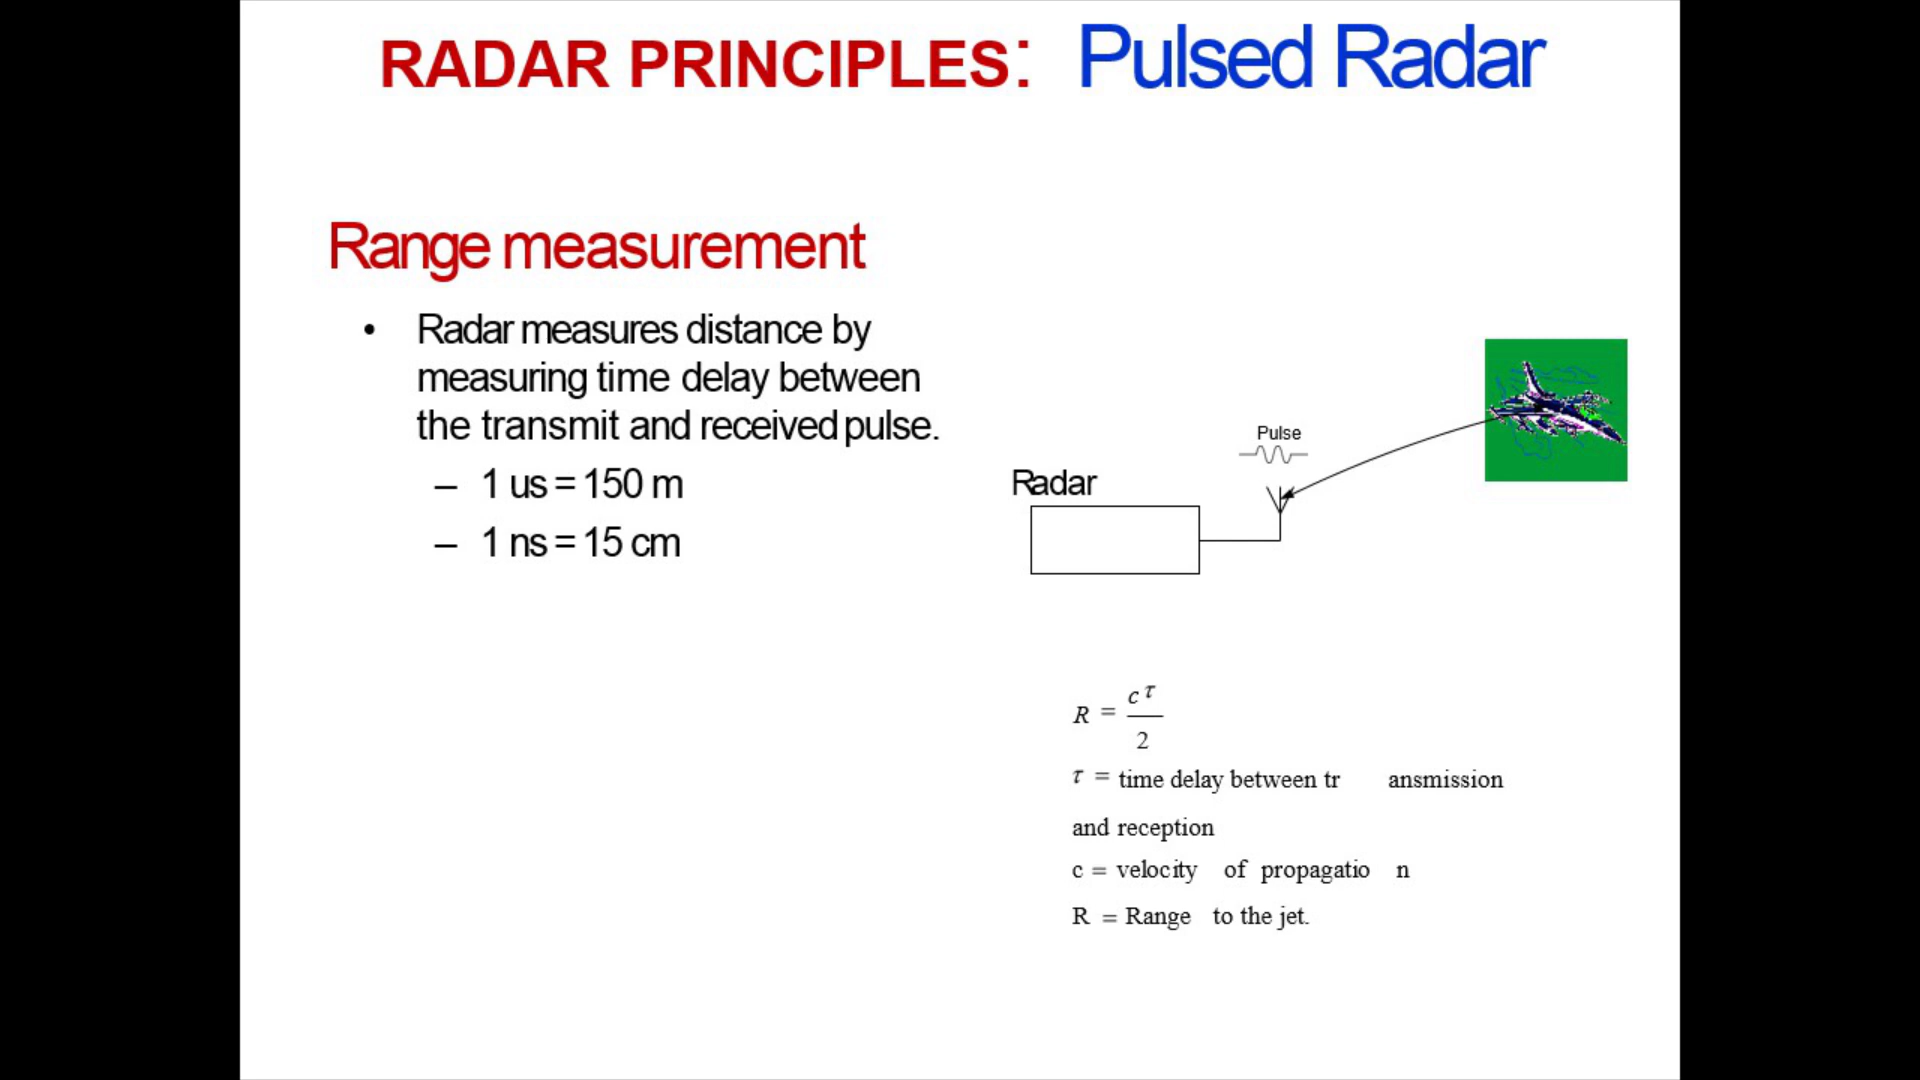 RADAR PRINCIPLES: Pulsed Radar
Range measurement
• Radar measures distance by
measuring time delay between
the transmit and received pulse.
– 1 us = 150 m
– 1 ns = 15 cm
Pulse
Radar
R = cτ
2
τ = time delay between tr ansmission
and reception
c = velocity of propagatio n
R = Range to the jet.